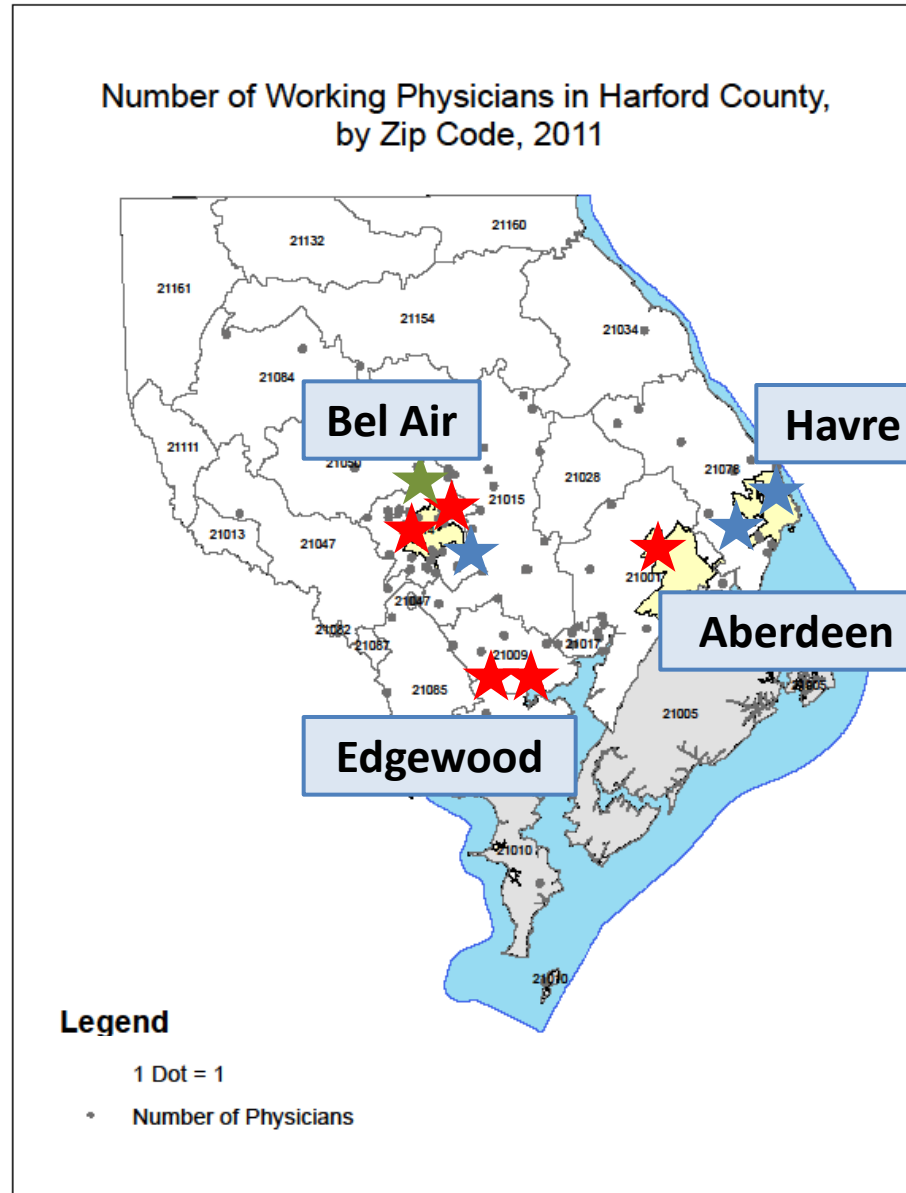 Number of Working Physicians in Harford County,
by Zip Code, 2011
21160
21132
21161
21154
21034
21084
Bel Air
Havre
21111
21050
21078
21028
21015
21013
21047
21001
21047
21082
21087
21017
21009
Aberdeen
21085
21005
21005
Edgewood
21010
21010
Legend
1 Dot = 1
Number of Physicians